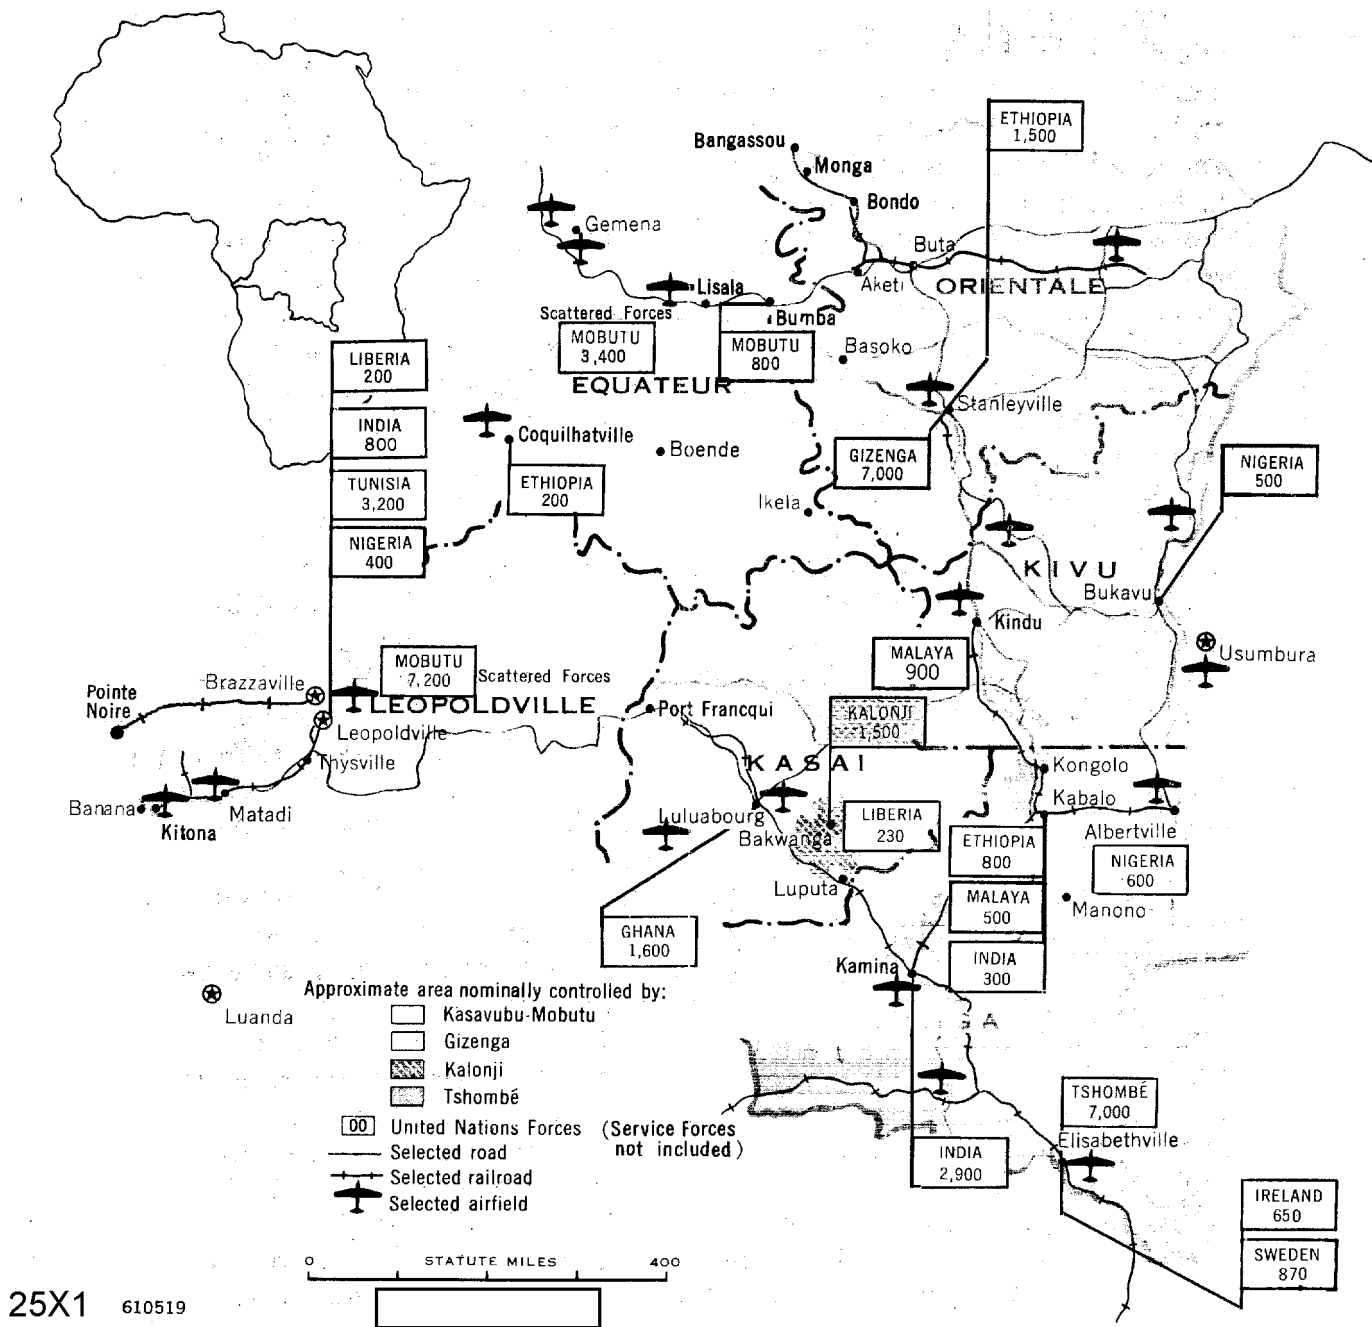 ETHIOPIA
1,500
Bangassou
Monga
Bondo
Gemena
Buta
Aketi
ORIENTALE
Lisala
Bumba
Scattered Forces
MOBUTU
3,400
MOBUTU
800
Basoko
EQUATEUR
LIBERIA
200
INDIA
800
TUNISIA
3,200
NIGERIA
400
Stanleyville
Coquilhatville
Boende
GIZENGA
7,000
NIGERIA
500
ETHIOPIA
200
Ikela
KIVU
Bukavu
Kindu
Usumbura
MALAYA
900
MOBUTU
7,200
Scattered Forces
Brazzaville
Pointe
Noire
LEOPOLDVILLE
Leopoldville
Port Francqui
KALONJI
1,500
Thysville
KASAI
Kongolo
Kabalo
Banana
Kitona
Matadi
Luluabourg
Bakwanga
LIBERIA
230
Albertville
ETHIOPIA
800
NIGERIA
600
Luputa
MALAYA
500
Manono
GHANA
1,600
INDIA
300
Kamina
Luanda
A
Approximate area nominally controlled by:
Kasavubu-Mobutu
Gizenga
Kalonji
Tshombé
00 United Nations Forces (Service Forces
not included)
Selected road
Selected railroad
Selected airfield
TSHOMBÉ
7,000
Elisabethville
INDIA
2,900
IRELAND
650
SWEDEN
870
0 STATUTE MILES 400
25X1 610519